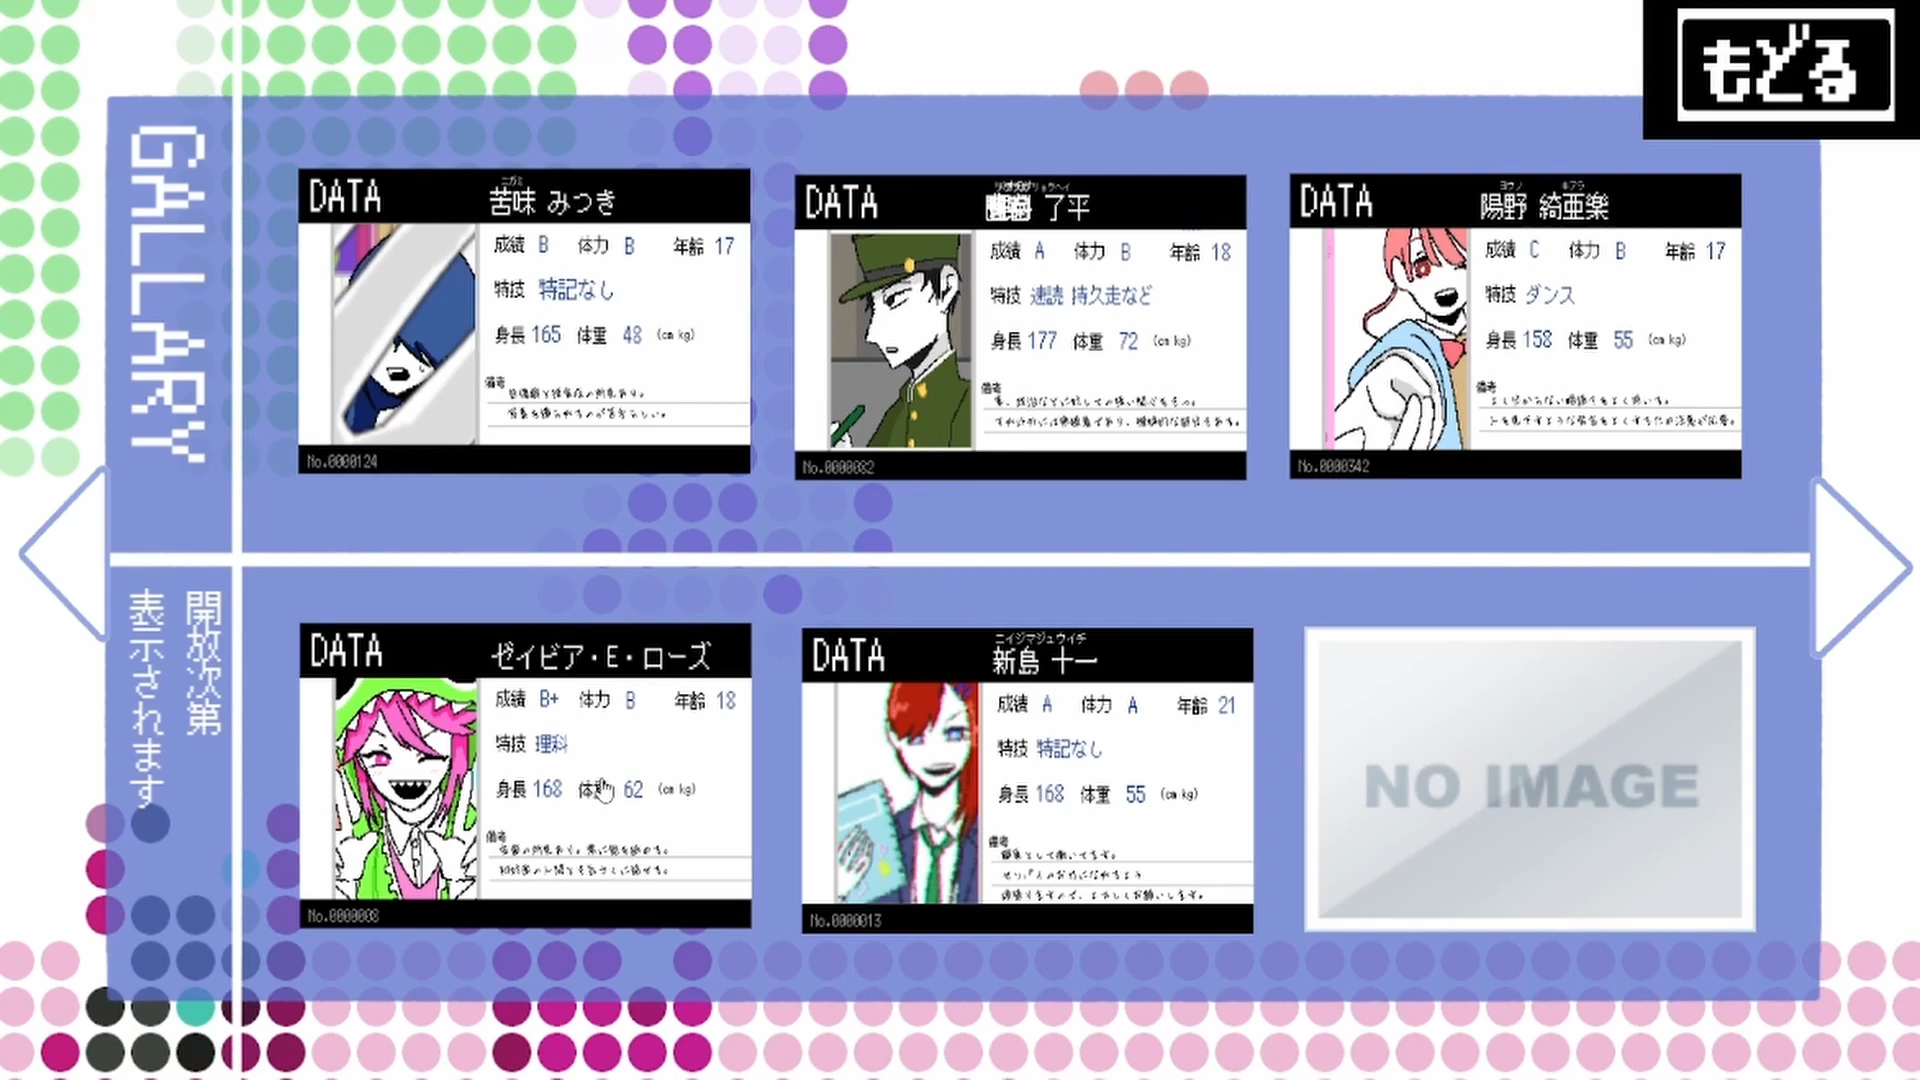 もどる
GALLARY
開放次第
表示されます
DATA
ニガミ
苦味 みつき
成績 B 体力 B 年齢 17
特技 特記なし
身長 165 体重 48 (cm kg)
備考
No.0000124
DATA
了平
成績 A 体力 B 年齢 18
特技 速読 持久走など
身長 177 体重 72 (cm kg)
備考
No.0000082
DATA
ヨウノ キアラ
陽野 綺亜樂
成績 C 体力 B 年齢 17
特技 ダンス
身長 158 体重 55 (cm kg)
備考
No.0000342
DATA
ゼイビア・E・ローズ
成績 B+ 体力 B 年齢 18
特技 理科
身長 168 体重 62 (cm kg)
備考
No.0000008
DATA
ニイジマジュウイチ
新島 十一
成績 A 体力 A 年齢 21
特技 特記なし
身長 168 体重 55 (cm kg)
備考
No.0000013
NO IMAGE